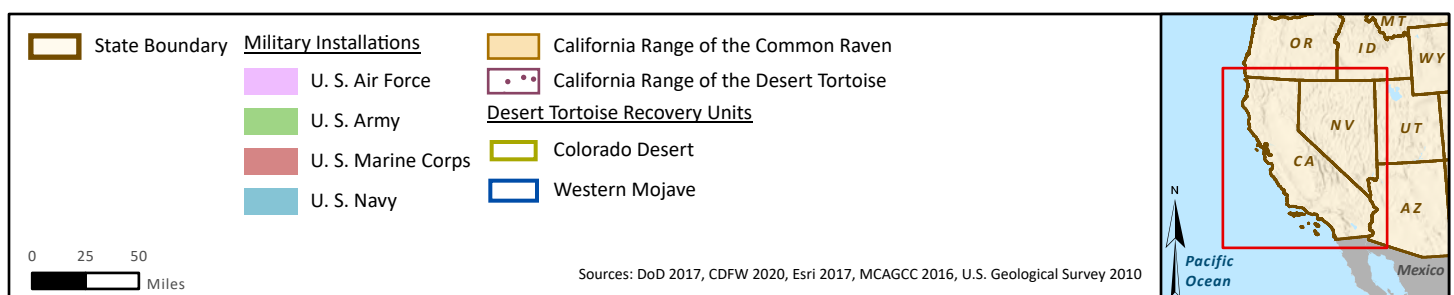 State Boundary
Military Installations
U. S. Air Force
U. S. Army
U. S. Marine Corps
U. S. Navy
California Range of the Common Raven
California Range of the Desert Tortoise
Desert Tortoise Recovery Units
Colorado Desert
Western Mojave
0 25 50
Miles
Sources: DoD 2017, CDFW 2020, Esri 2017, MCAGCC 2016, U.S. Geological Survey 2010
MT
OR
ID
WY
NV
UT
CA
AZ
N
Pacific
Ocean
Mexico